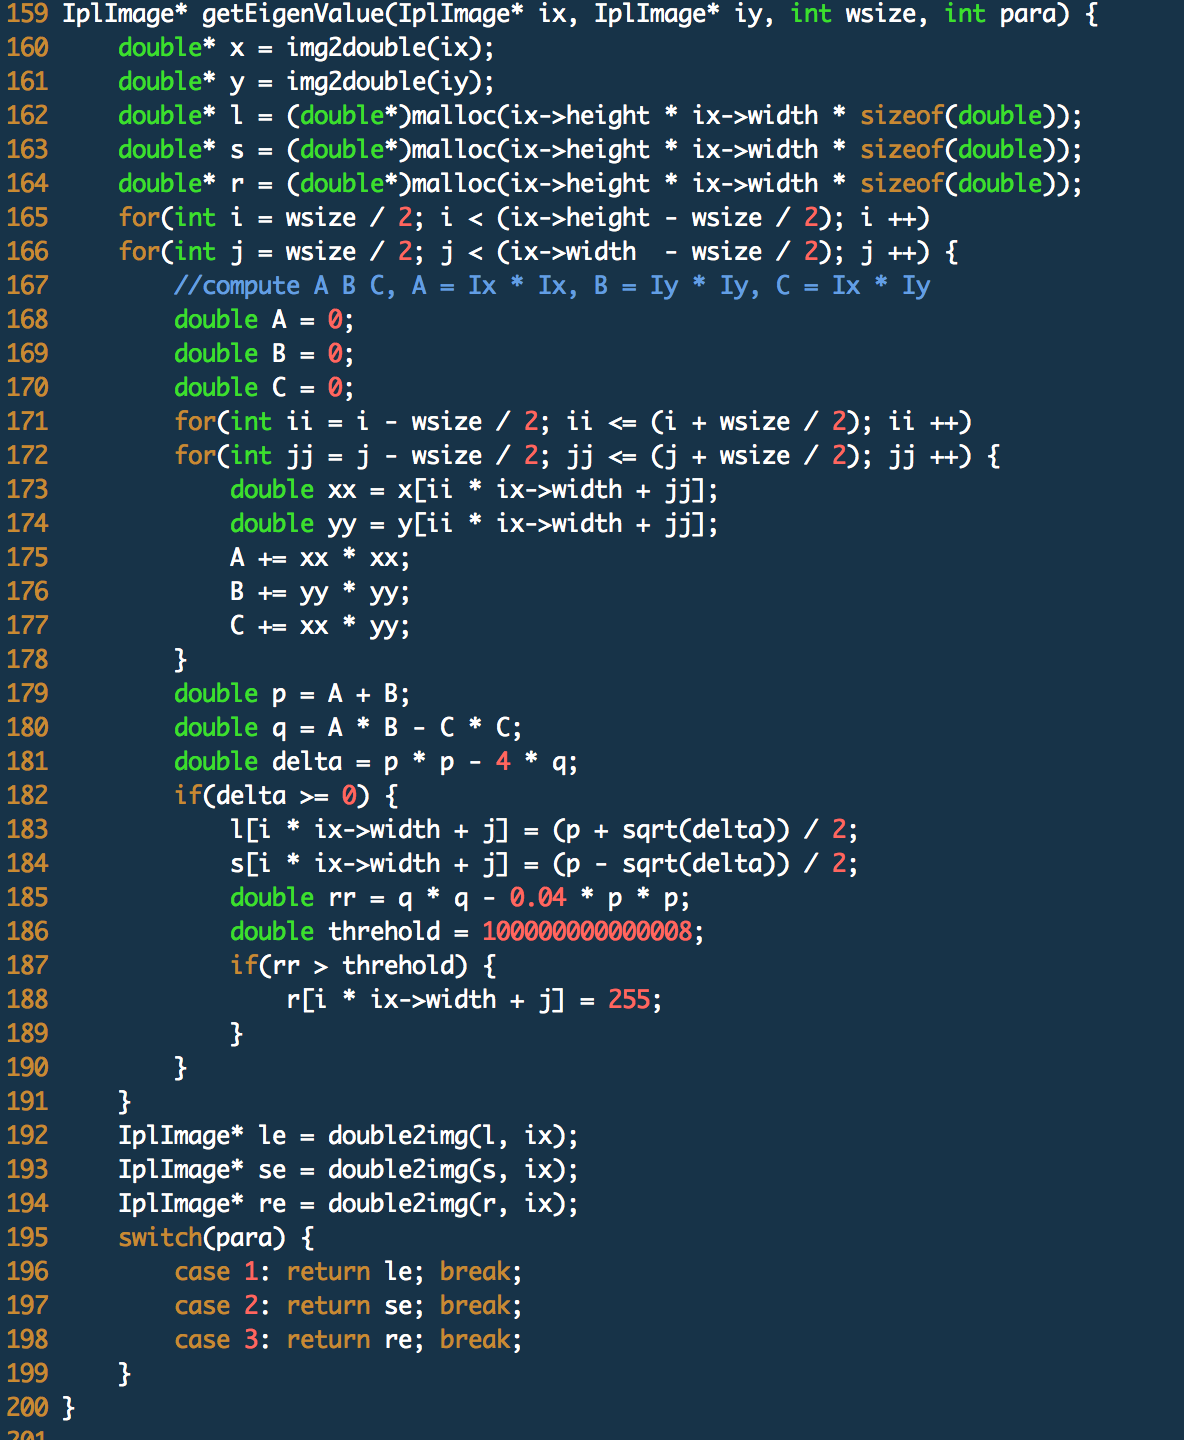 159 IplImage* getEigenValue(IplImage* ix, IplImage* iy, int wsize, int para) {
160     double* x = img2double(ix);
161     double* y = img2double(iy);
162     double* l = (double*)malloc(ix->height * ix->width * sizeof(double));
163     double* s = (double*)malloc(ix->height * ix->width * sizeof(double));
164     double* r = (double*)malloc(ix->height * ix->width * sizeof(double));
165     for(int i = wsize / 2; i < (ix->height - wsize / 2); i ++)
166     for(int j = wsize / 2; j < (ix->width  - wsize / 2); j ++) {
167         //compute A B C, A = Ix * Ix, B = Iy * Iy, C = Ix * Iy
168         double A = 0;
169         double B = 0;
170         double C = 0;
171         for(int ii = i - wsize / 2; ii <= (i + wsize / 2); ii ++)
172         for(int jj = j - wsize / 2; jj <= (j + wsize / 2); jj ++) {
173             double xx = x[ii * ix->width + jj];
174             double yy = y[ii * ix->width + jj];
175             A += xx * xx;
176             B += yy * yy;
177             C += xx * yy;
178         }
179         double p = A + B;
180         double q = A * B - C * C;
181         double delta = p * p - 4 * q;
182         if(delta >= 0) {
183             l[i * ix->width + j] = (p + sqrt(delta)) / 2;
184             s[i * ix->width + j] = (p - sqrt(delta)) / 2;
185             double rr = q * q - 0.04 * p * p;
186             double threhold = 100000000000008;
187             if(rr > threhold) {
188                 r[i * ix->width + j] = 255;
189             }
190         }
191     }
192     IplImage* le = double2img(l, ix);
193     IplImage* se = double2img(s, ix);
194     IplImage* re = double2img(r, ix);
195     switch(para) {
196         case 1: return le; break;
197         case 2: return se; break;
198         case 3: return re; break;
199     }
200 }
201